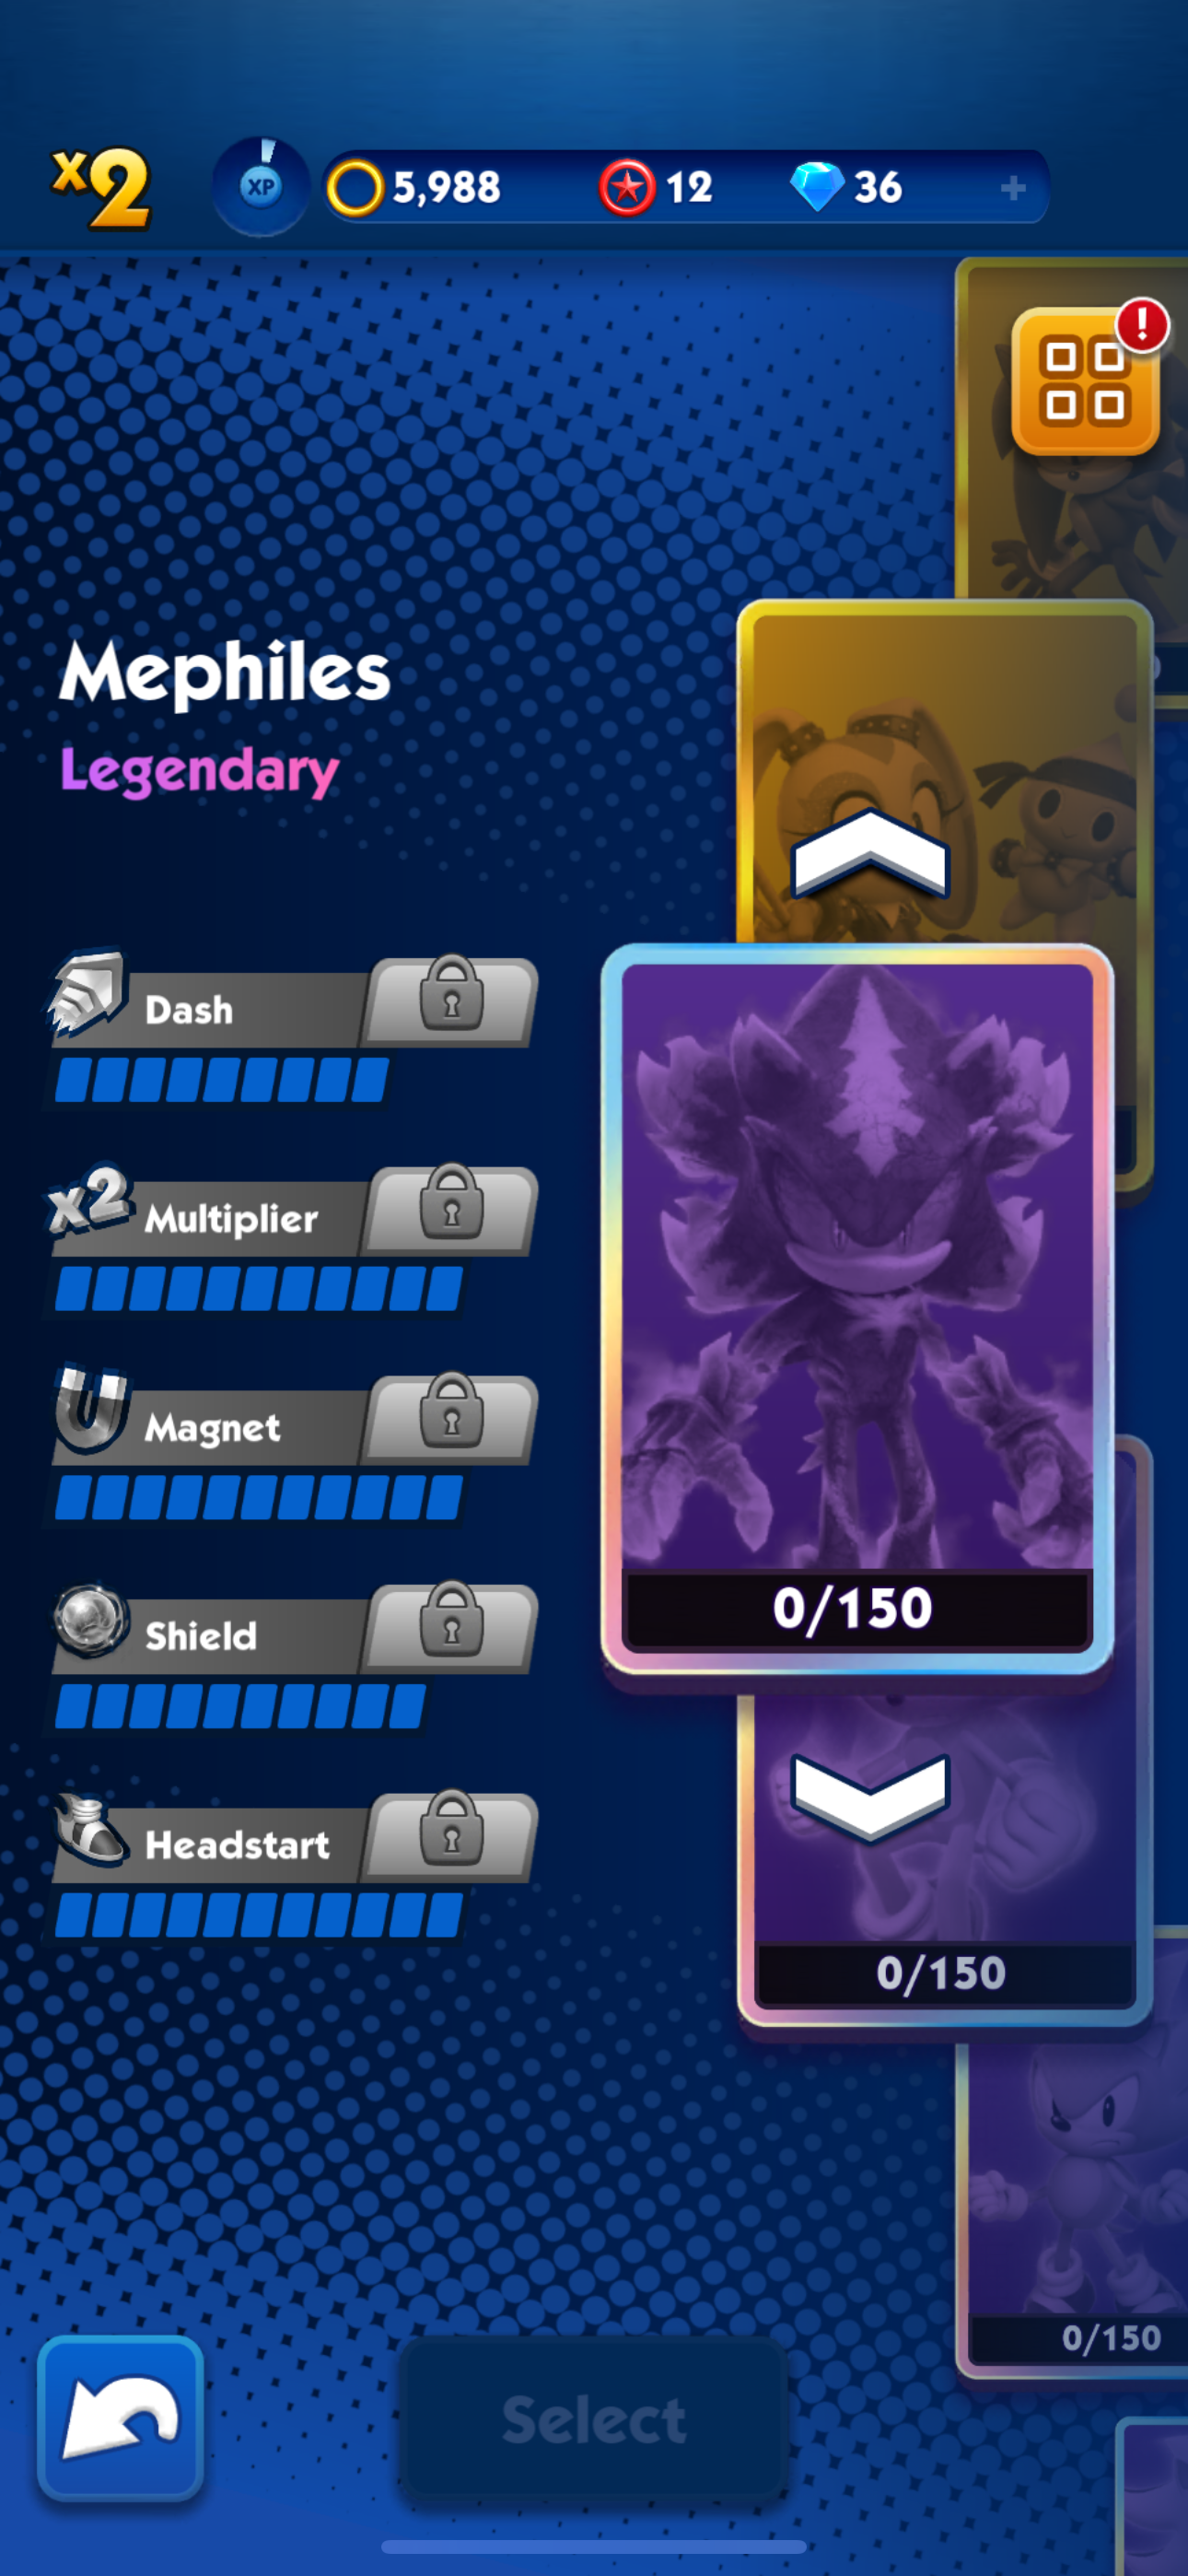 x2
XP
5,988
12
36
!
Mephiles
Legendary
Dash
x2
Multiplier
Magnet
Shield
Headstart
0/150
0/150
0/150
Select